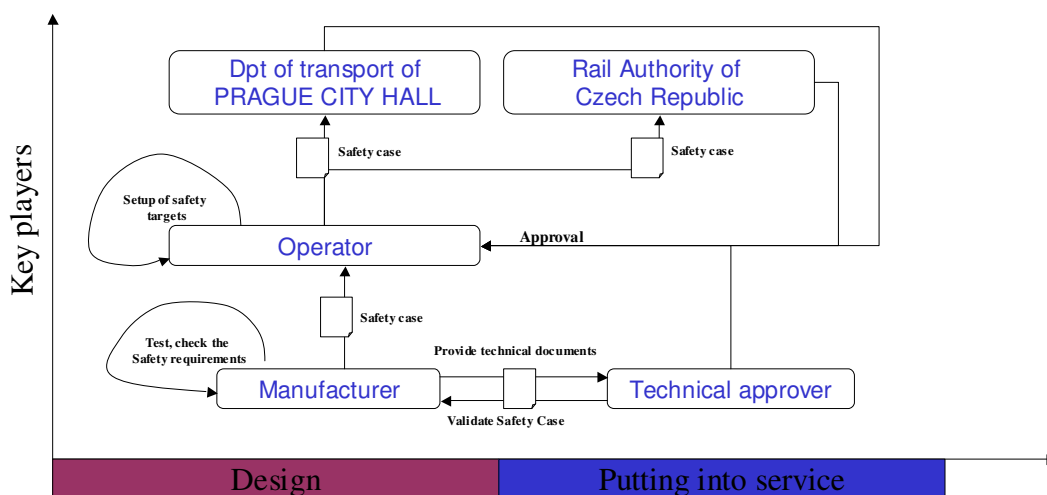 Key players
Dpt of transport of
PRAGUE CITY HALL
Rail Authority of
Czech Republic
Safety case
Safety case
Setup of safety
targets
Operator
Approval
Safety case
Test, check the
Safety requirements
Provide technical documents
Manufacturer
Technical approver
Validate Safety Case
Design
Putting into service